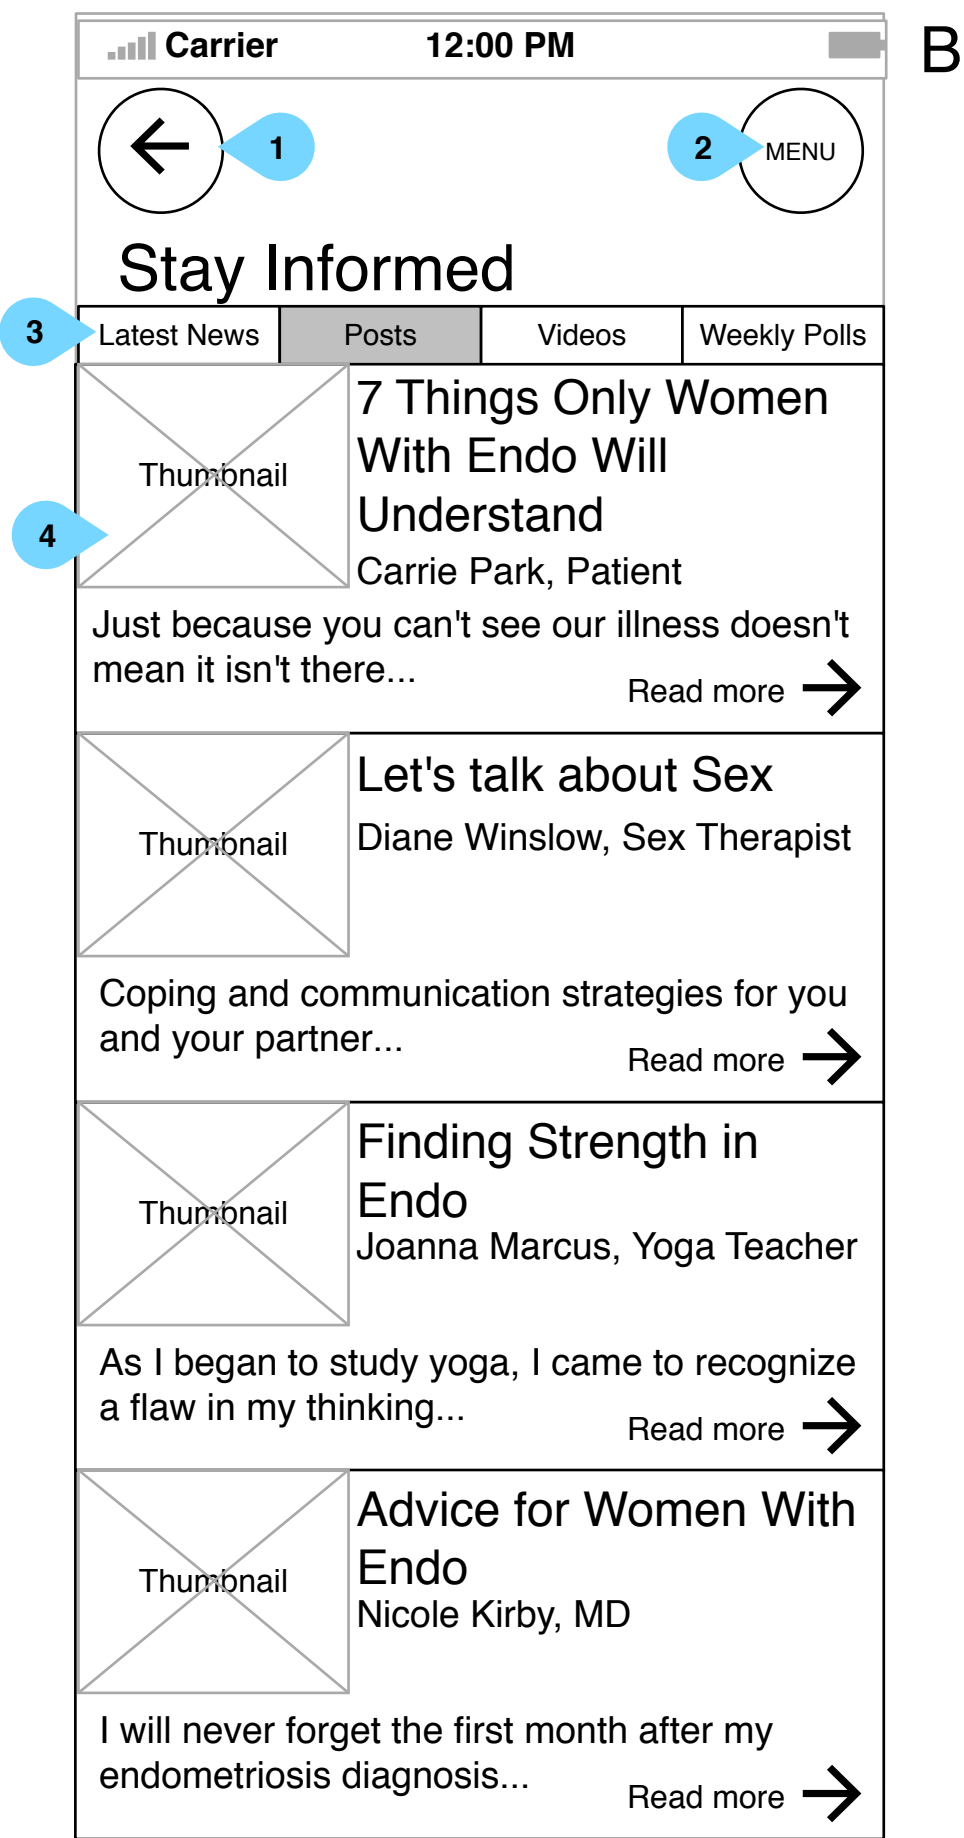 Carrier 12:00 PM
B
1
2
MENU
Stay Informed
3
Latest News Posts Videos Weekly Polls
7 Things Only Women
With Endo Will
Understand
Thumbnail
4
Carrie Park, Patient
Just because you can't see our illness doesn't
mean it isn't there...
Read more
Let's talk about Sex
Diane Winslow, Sex Therapist
Thumbnail
Coping and communication strategies for you
and your partner...
Read more
Finding Strength in
Endo
Joanna Marcus, Yoga Teacher
Thumbnail
As I began to study yoga, I came to recognize
a flaw in my thinking...
Read more
Advice for Women With
Endo
Nicole Kirby, MD
Thumbnail
I will never forget the first month after my
endometriosis diagnosis...
Read more